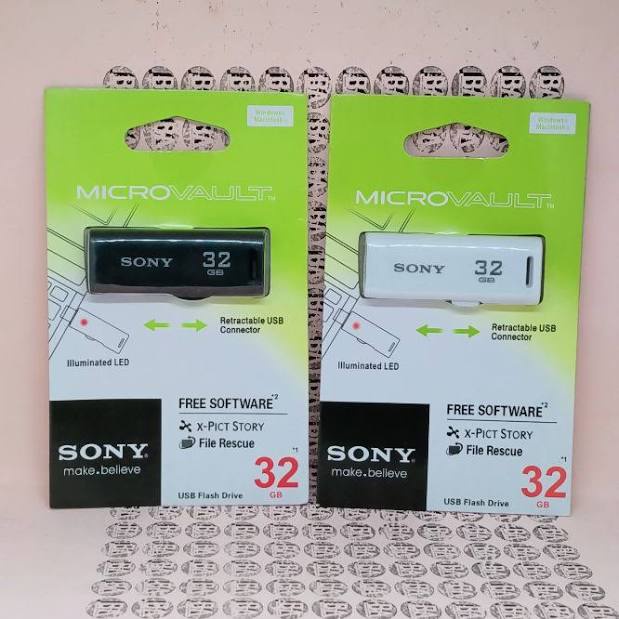 Windows®
Macintosh®
MICROVAULT™
SONY
32
GB
Retractable USB
Connector
Illuminated LED
FREE SOFTWARE*2
X-PICT STORY
File Rescue
SONY
make.believe
32*1
GB
USB Flash Drive
Windows®
Macintosh®
MICROVAULT™
SONY
32
GB
Retractable USB
Connector
Illuminated LED
FREE SOFTWARE*2
X-PICT STORY
File Rescue
SONY
make.believe
32*1
GB
USB Flash Drive